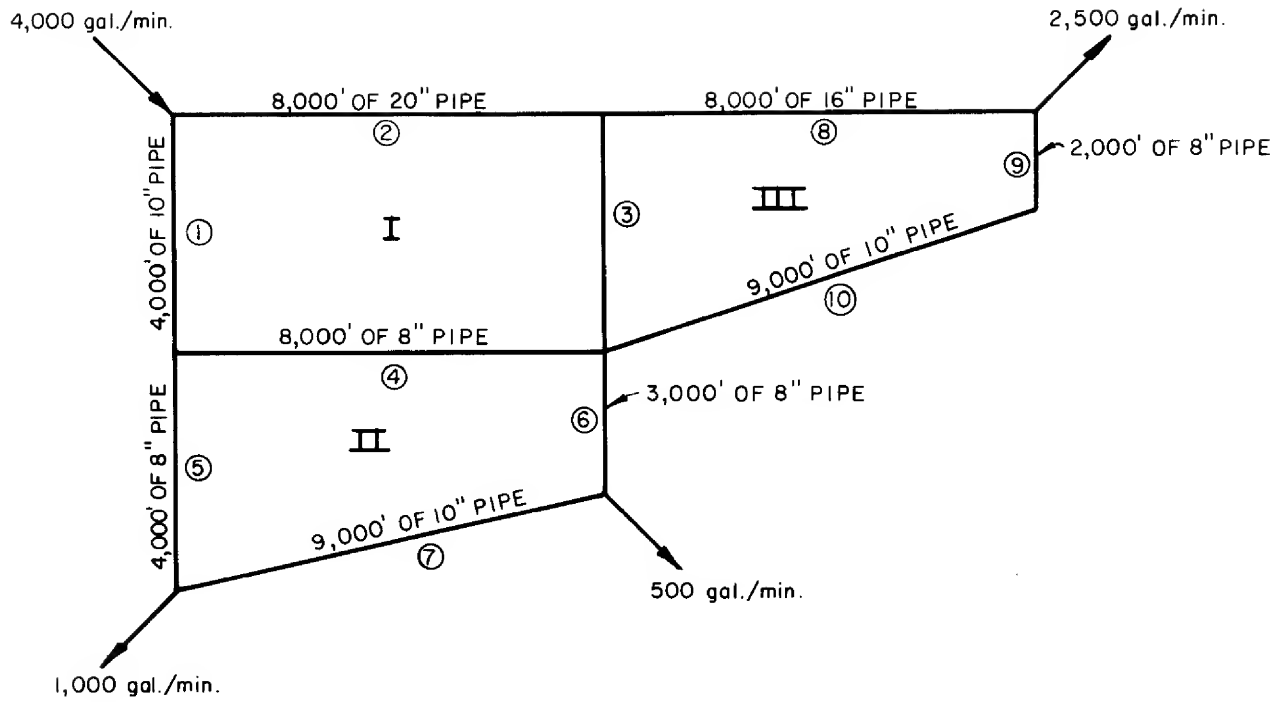 4,000 gal./min.
2,500 gal./min.
8,000' OF 20" PIPE
8,000' OF 16" PIPE
②
⑧
⑨
2,000' OF 8" PIPE
4,000' OF 10" PIPE
①
I
③
III
9,000' OF 10" PIPE
⑩
8,000' OF 8" PIPE
④
3,000' OF 8" PIPE
⑥
4,000' OF 8" PIPE
⑤
II
9,000' OF 10" PIPE
⑦
500 gal./min.
1,000 gal./min.